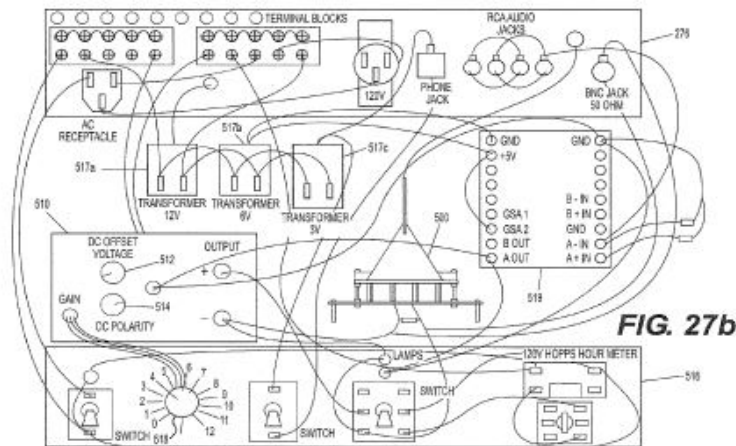 TERMINAL BLOCKS
RCA AUDIO
JACKS
276
120V
PHONE
JACK
BNC JACK
50 OHM
AC
RECEPTACLE
517b
517a
517c
TRANSFORMER
12V
TRANSFORMER
6V
TRANSFORMER
3V
GND
+5V
GSA 1
GSA 2
B OUT
A OUT
GND
B - IN
B + IN
GND
A - IN
A + IN
519
510
DC OFFSET
VOLTAGE
512
OUTPUT
+
-
514
GAIN
DC POLARITY
500
FIG. 27b
LAMPS
120V HOPPS HOUR METER
516
SWITCH
0
1
2
3
4
5
6
7
8
9
10
11
12
518
SWITCH
SWITCH